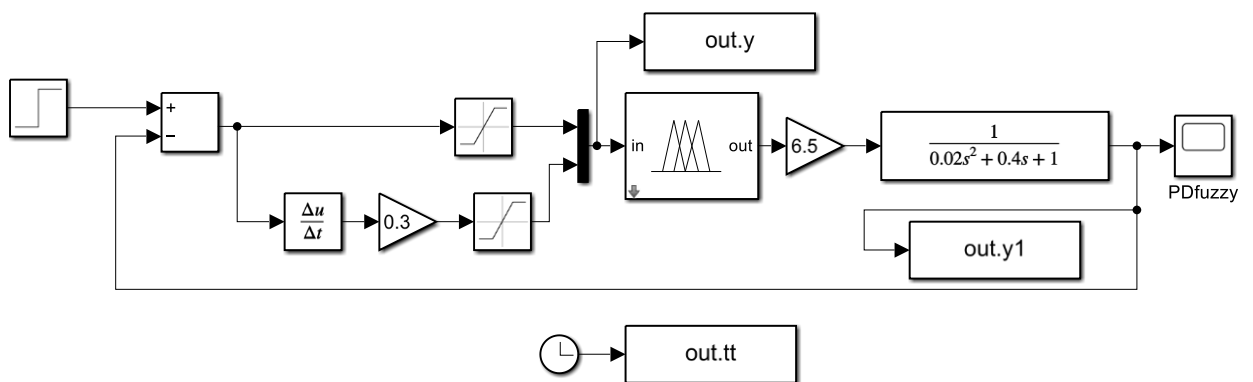 out.y
+
−
in
out
6.5
1
0.02s²+0.4s+1
PDfuzzy
Δu
Δt
0.3
out.y1
out.tt